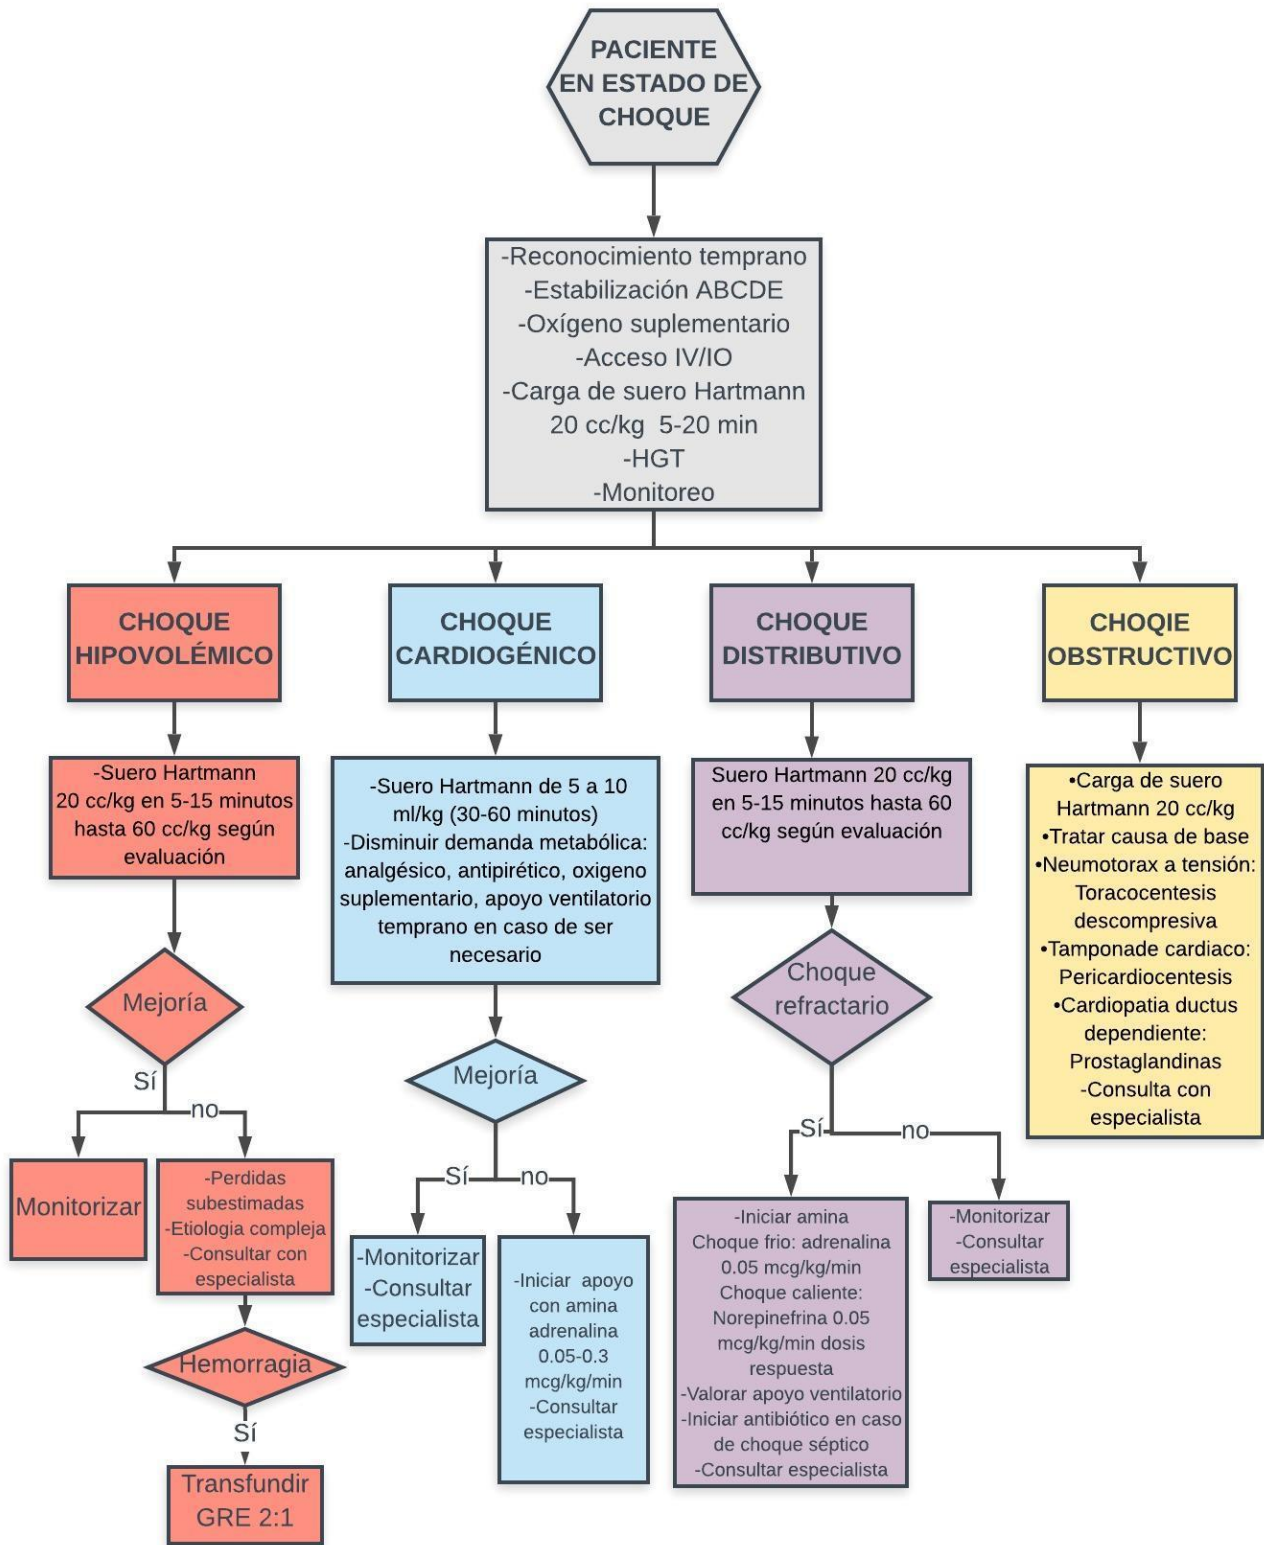 PACIENTE
EN ESTADO DE
CHOQUE
-Reconocimiento temprano
-Estabilización ABCDE
-Oxígeno suplementario
-Acceso IV/IO
-Carga de suero Hartmann
20 cc/kg 5-20 min
-HGT
-Monitoreo
CHOQUE
HIPOVOLÉMICO
-Suero Hartmann
20 cc/kg en 5-15 minutos
hasta 60 cc/kg según
evaluación
Mejoría
Sí
no
Monitorizar
-Perdidas
subestimadas
-Etiologia compleja
-Consultar con
especialista
Hemorragia
Sí
Transfundir
GRE 2:1
CHOQUE
CARDIOGÉNICO
-Suero Hartmann de 5 a 10
ml/kg (30-60 minutos)
-Disminuir demanda metabólica:
analgésico, antipirético, oxigeno
suplementario, apoyo ventilatorio
temprano en caso de ser
necesario
Mejoría
Sí
no
-Monitorizar
-Consultar
especialista
-Iniciar apoyo
con amina
adrenalina
0.05-0.3
mcg/kg/min
-Consultar
especialista
CHOQUE
DISTRIBUTIVO
Suero Hartmann 20 cc/kg
en 5-15 minutos hasta 60
cc/kg según evaluación
Choque
refractario
Sí
no
-Iniciar amina
Choque frio: adrenalina
0.05 mcg/kg/min
Choque caliente:
Norepinefrina 0.05
mcg/kg/min dosis
respuesta
-Valorar apoyo ventilatorio
-Iniciar antibiótico en caso
de choque séptico
-Consultar especialista
-Monitorizar
-Consultar
especialista
CHOQIE
OBSTRUCTIVO
•Carga de suero
Hartmann 20 cc/kg
•Tratar causa de base
•Neumotorax a tensión:
Toracocentesis
descompresiva
•Tamponade cardiaco:
Pericardiocentesis
•Cardiopatia ductus
dependiente:
Prostaglandinas
-Consulta con
especialista